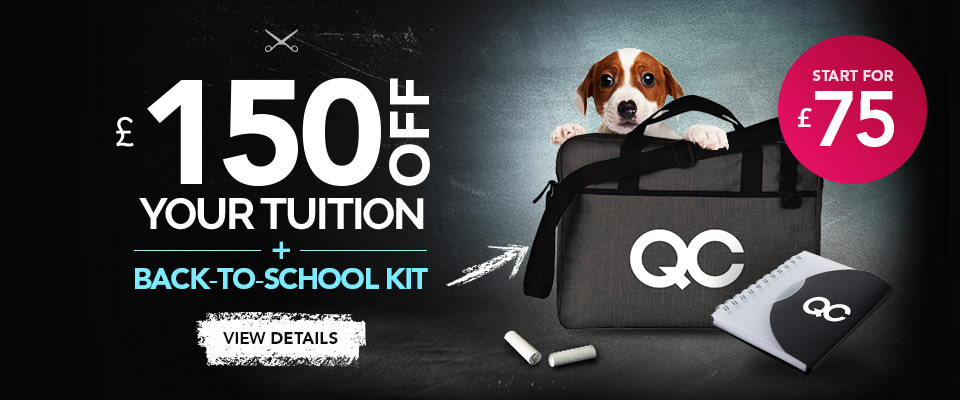 £150 OFF
YOUR TUITION
+
BACK-TO-SCHOOL KIT
VIEW DETAILS
START FOR
£75
QC
QC